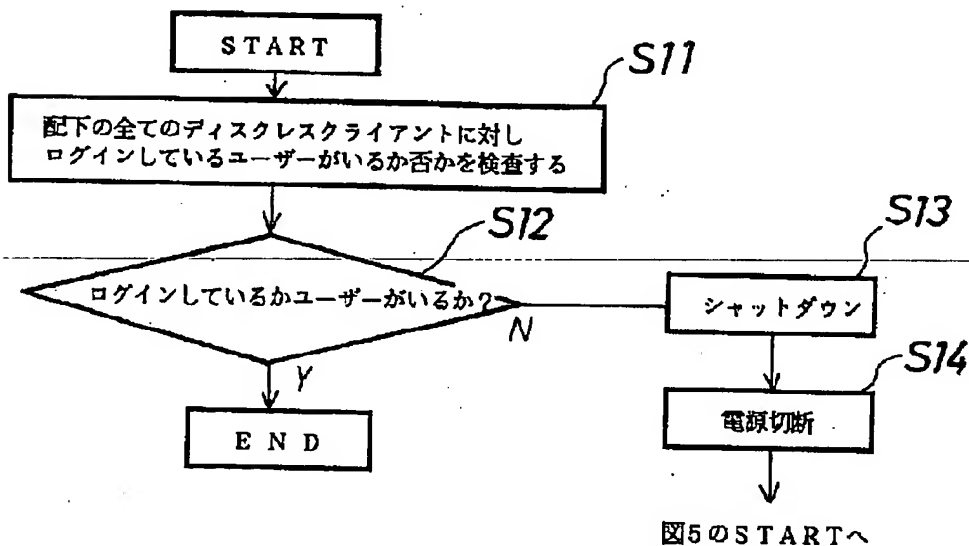 START
S11
配下の全てのディスクレスクライアントに対し
ログインしているユーザーがいるか否かを検査する
S12
ログインしているかユーザーがいるか?
N
Y
END
S13
シャットダウン
S14
電源切断
図5のSTARTへ